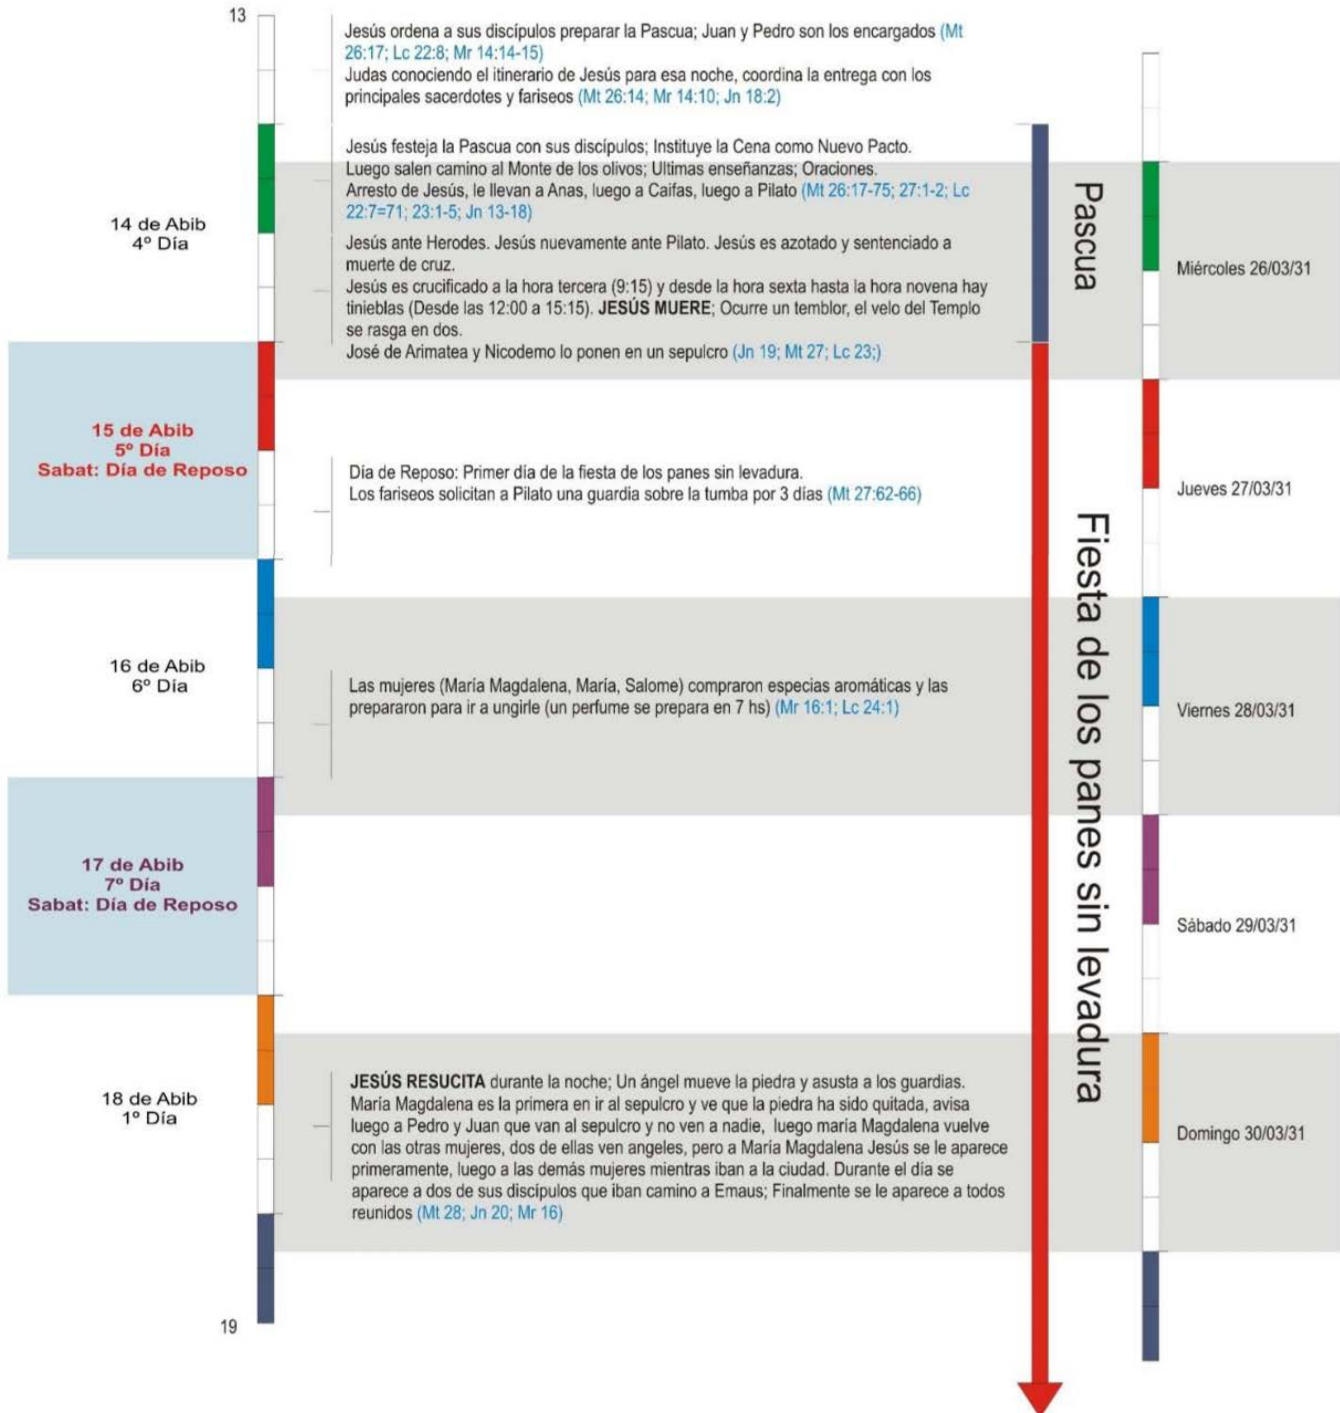 13
Jesús ordena a sus discípulos preparar la Pascua; Juan y Pedro son los encargados (Mt
26:17; Lc 22:8; Mr 14:14-15)
Judas conociendo el itinerario de Jesús para esa noche, coordina la entrega con los
principales sacerdotes y fariseos (Mt 26:14; Mr 14:10; Jn 18:2)
14 de Abib
4º Día
Jesús festeja la Pascua con sus discípulos; Instituye la Cena como Nuevo Pacto.
Luego salen camino al Monte de los olivos; Ultimas enseñanzas; Oraciones.
Arresto de Jesús, le llevan a Anas, luego a Caifas, luego a Pilato (Mt 26:17-75; 27:1-2; Lc
22:7=71; 23:1-5; Jn 13-18)
Jesús ante Herodes. Jesús nuevamente ante Pilato. Jesús es azotado y sentenciado a
muerte de cruz.
Jesús es crucificado a la hora tercera (9:15) y desde la hora sexta hasta la hora novena hay
tinieblas (Desde las 12:00 a 15:15). JESÚS MUERE; Ocurre un temblor, el velo del Templo
se rasga en dos.
José de Arimatea y Nicodemo lo ponen en un sepulcro (Jn 19; Mt 27; Lc 23;)
Pascua
Miércoles 26/03/31
15 de Abib
5º Día
Sabat: Día de Reposo
Dia de Reposo: Primer día de la fiesta de los panes sin levadura.
Los fariseos solicitan a Pilato una guardia sobre la tumba por 3 días (Mt 27:62-66)
Jueves 27/03/31
Fiesta de los panes sin levadura
16 de Abib
6º Día
Las mujeres (María Magdalena, María, Salome) compraron especias aromáticas y las
prepararon para ir a ungirle (un perfume se prepara en 7 hs) (Mr 16:1; Lc 24:1)
Viernes 28/03/31
17 de Abib
7º Día
Sabat: Día de Reposo
Sábado 29/03/31
18 de Abib
1º Día
JESÚS RESUCITA durante la noche; Un ángel mueve la piedra y asusta a los guardias.
María Magdalena es la primera en ir al sepulcro y ve que la piedra ha sido quitada, avisa
luego a Pedro y Juan que van al sepulcro y no ven a nadie, luego maría Magdalena vuelve
con las otras mujeres, dos de ellas ven angeles, pero a María Magdalena Jesús se le aparece
primeramente, luego a las demás mujeres mientras iban a la ciudad. Durante el día se
aparece a dos de sus discípulos que iban camino a Emaus; Finalmente se le aparece a todos
reunidos (Mt 28; Jn 20; Mr 16)
Domingo 30/03/31
19